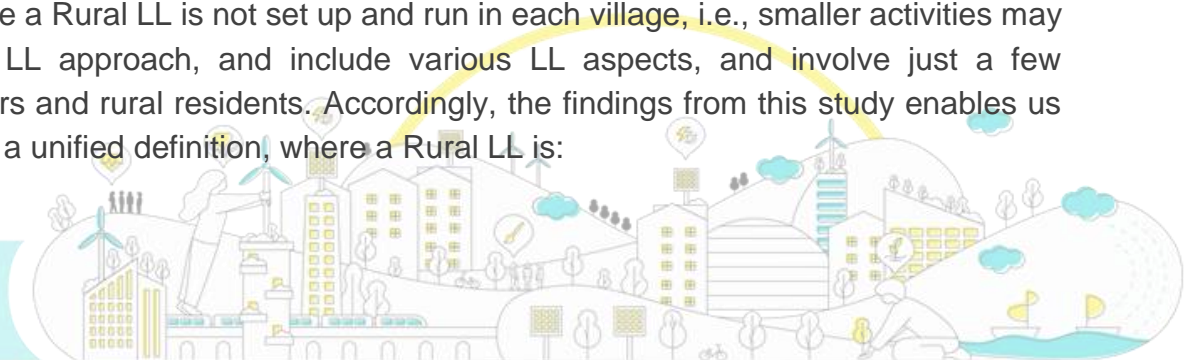 e a Rural LL is not set up and run in each village, i.e., smaller activities may
LL approach, and include various LL aspects, and involve just a few
rs and rural residents. Accordingly, the findings from this study enables us
a unified definition, where a Rural LL is: